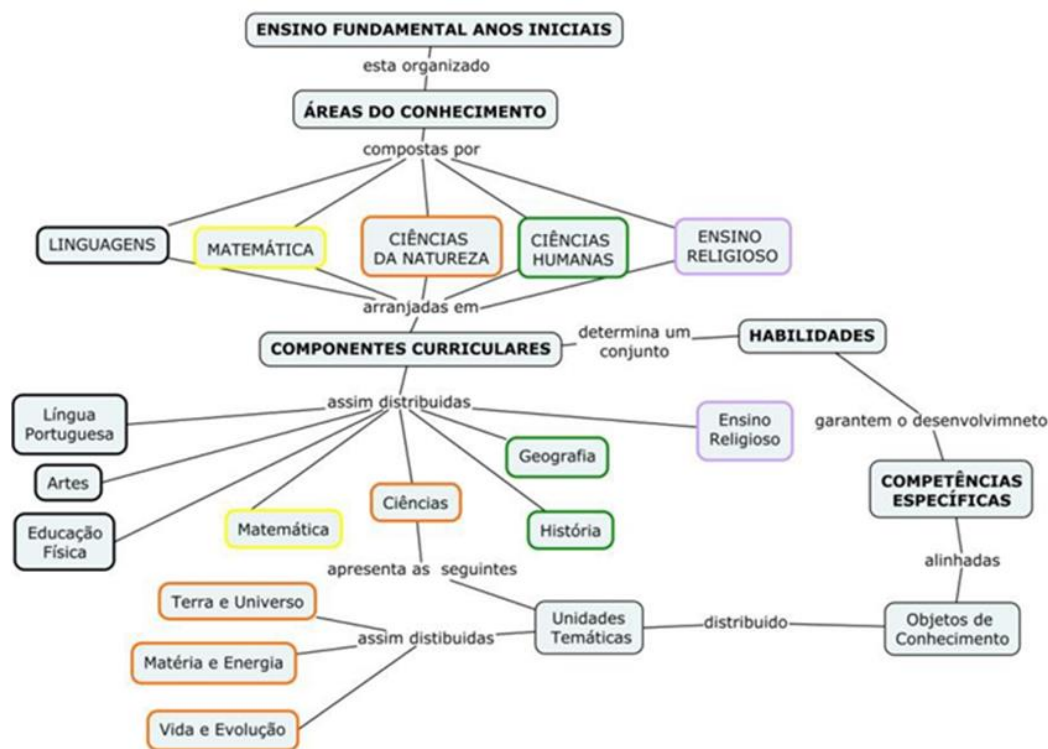 ENSINO FUNDAMENTAL ANOS INICIAIS
esta organizado
ÁREAS DO CONHECIMENTO
compostas por
LINGUAGENS
MATEMÁTICA
CIÊNCIAS
DA NATUREZA
CIÊNCIAS
HUMANAS
ENSINO
RELIGIOSO
arranjadas em
COMPONENTES CURRICULARES
determina um
conjunto
HABILIDADES
assim distribuidas
garantem o desenvolvimneto
Língua
Portuguesa
Artes
Educação
Física
Matemática
Ciências
Geografia
História
Ensino
Religioso
COMPETÊNCIAS
ESPECÍFICAS
apresenta as seguintes
alinhadas
Terra e Universo
Matéria e Energia
Vida e Evolução
assim distibuidas
Unidades
Temáticas
distribuido
Objetos de
Conhecimento